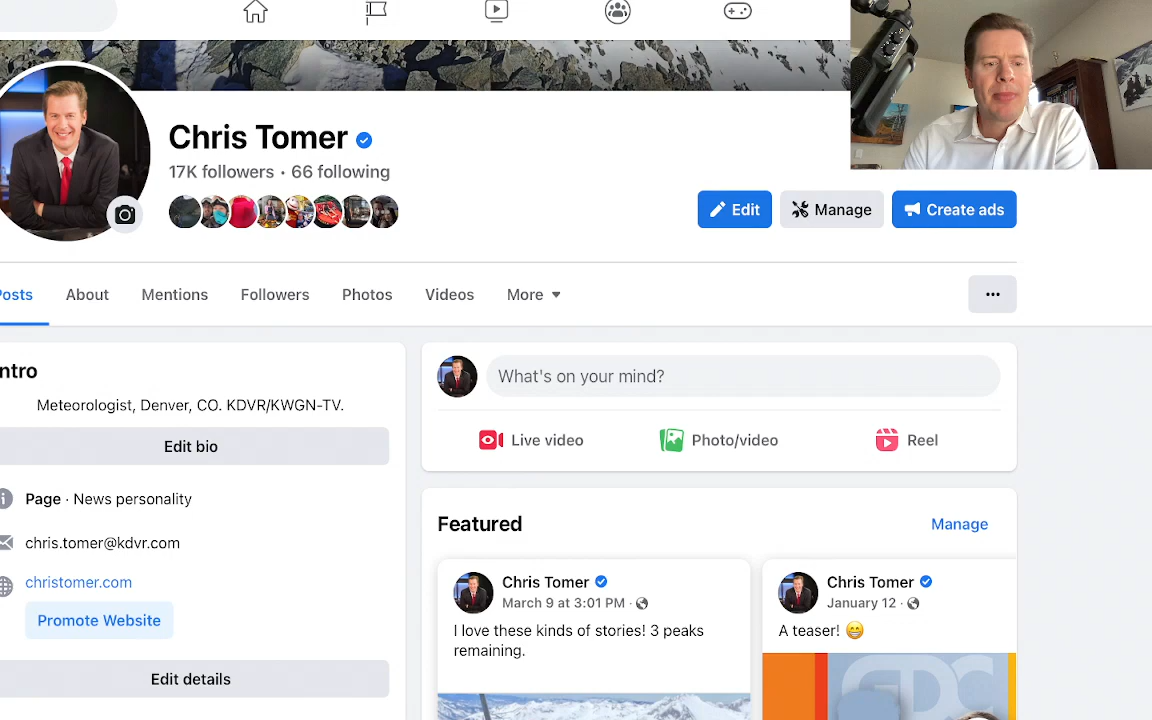 Chris Tomer
17K followers · 66 following
Edit
Manage
Create ads
Posts
About
Mentions
Followers
Photos
Videos
More
Intro
Meteorologist, Denver, CO. KDVR/KWGN-TV.
Edit bio
Page · News personality
chris.tomer@kdvr.com
christomer.com
Promote Website
Edit details
What's on your mind?
Live video
Photo/video
Reel
Featured
Manage
Chris Tomer
March 9 at 3:01 PM ·
I love these kinds of stories! 3 peaks
remaining.
Chris Tomer
January 12 ·
A teaser! 😁